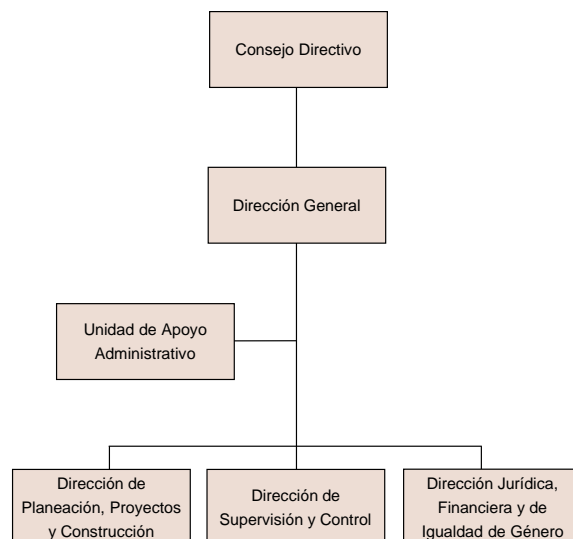 Consejo Directivo
Dirección General
Unidad de Apoyo
Administrativo
Dirección de
Planeación, Proyectos
y Construcción
Dirección de
Supervisión y Control
Dirección Jurídica,
Financiera y de
Igualdad de Género